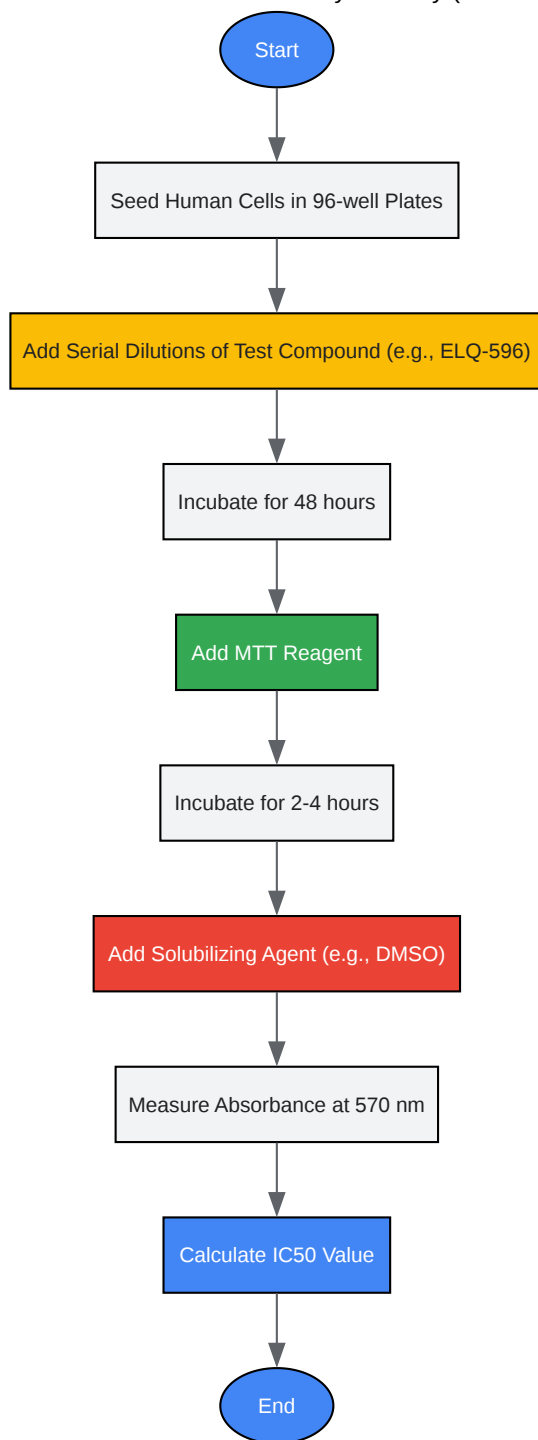 Start
Seed Human Cells in 96-well Plates
Add Serial Dilutions of Test Compound (e.g., ELQ-596)
Incubate for 48 hours
Add MTT Reagent
Incubate for 2-4 hours
Add Solubilizing Agent (e.g., DMSO)
Measure Absorbance at 570 nm
Calculate IC50 Value
End